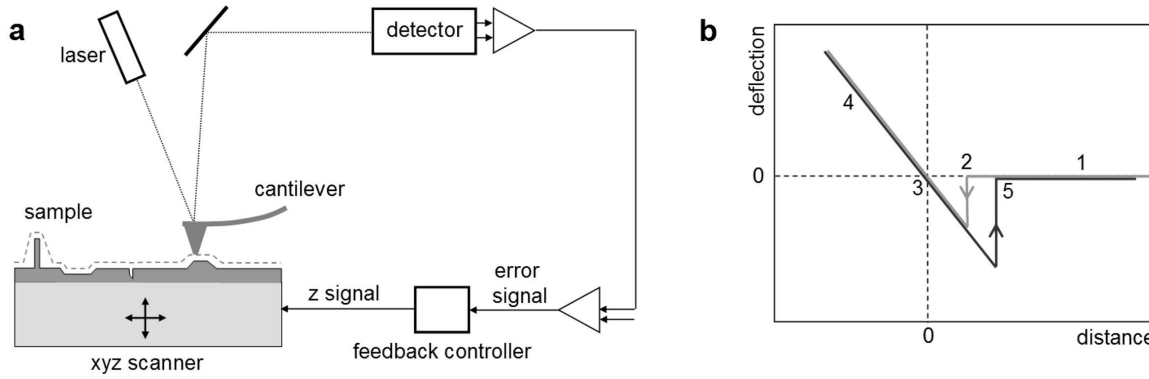 a
laser
detector
cantilever
sample
error
signal
z signal
feedback controller
xyz scanner
b
deflection
0
4
2
1
3
5
0
distance